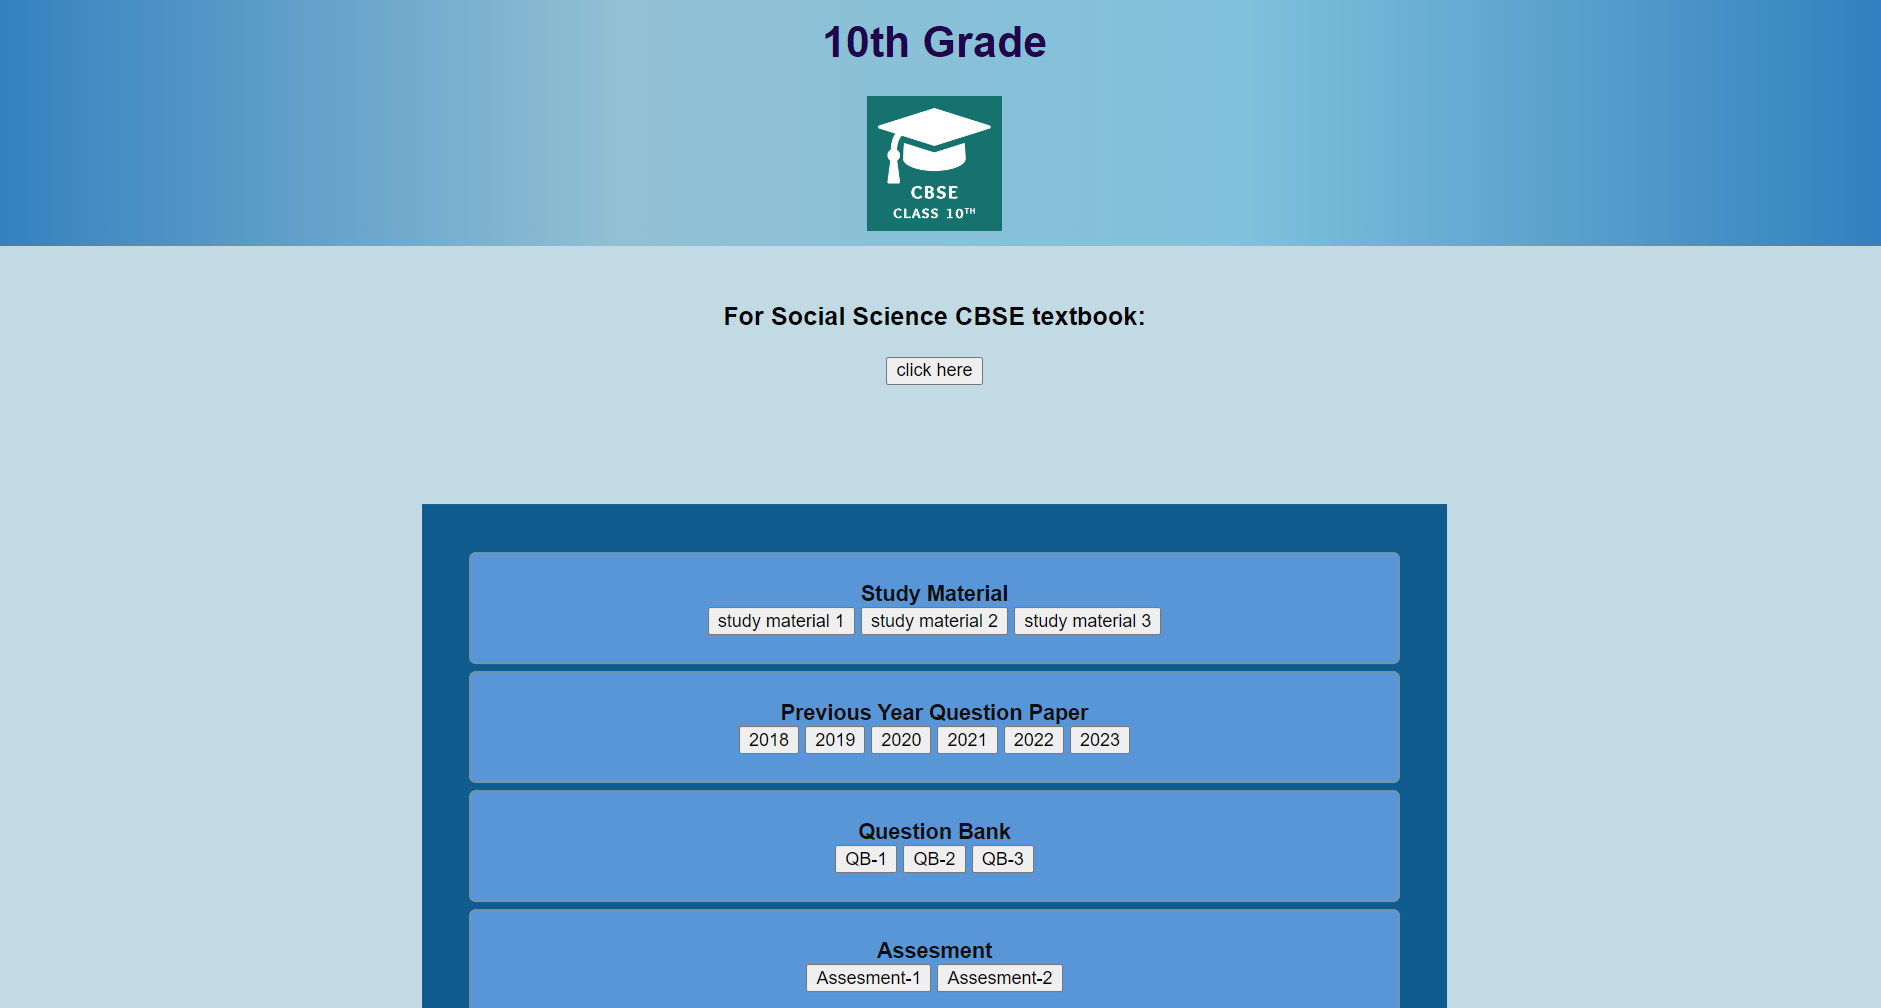 10th Grade
CBSE
CLASS 10TH
For Social Science CBSE textbook:
click here
Study Material
study material 1 study material 2 study material 3
Previous Year Question Paper
2018 2019 2020 2021 2022 2023
Question Bank
QB-1 QB-2 QB-3
Assesment
Assesment-1 Assesment-2